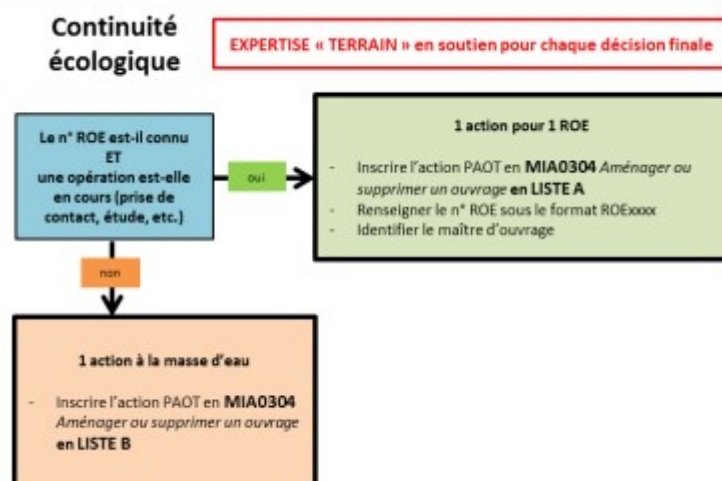 Continuité
écologique
EXPERTISE « TERRAIN » en soutien pour chaque décision finale
Le n° ROE est-il connu
ET
une opération est-elle
en cours (prise de
contact, étude, etc.)
oui
1 action pour 1 ROE
- Inscrire l'action PAOT en MIA0304 Aménager ou
supprimer un ouvrage en LISTE A
- Renseigner le n° ROE sous le format ROExxxx
- Identifier le maître d'ouvrage
non
1 action à la masse d'eau
- Inscrire l'action PAOT en MIA0304
Aménager ou supprimer un ouvrage
en LISTE B